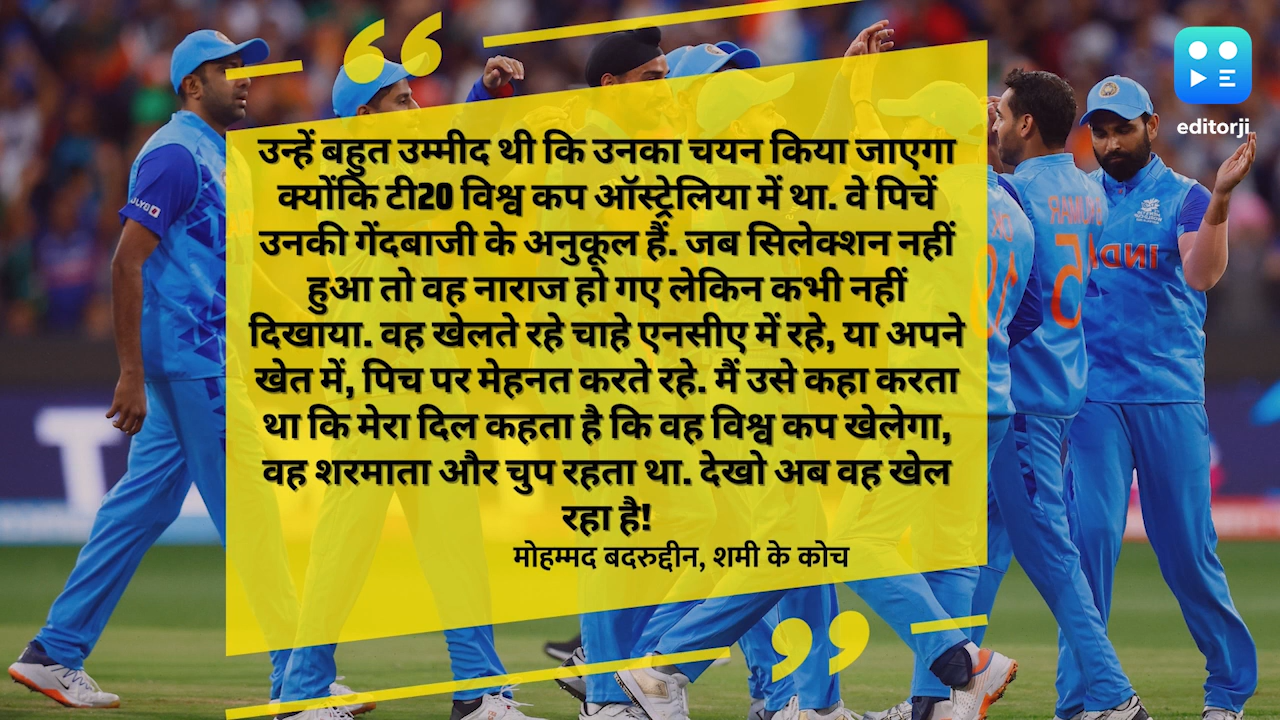 उन्हें बहुत उम्मीद थी कि उनका चयन किया जाएगा
क्योंकि टी20 विश्व कप ऑस्ट्रेलिया में था. वे पिचें
उनकी गेंदबाजी के अनुकूल हैं. जब सिलेक्शन नहीं
हुआ तो वह नाराज हो गए लेकिन कभी नहीं
दिखाया. वह खेलते रहे चाहे एनसीए में रहे, या अपने
खेत में, पिच पर मेहनत करते रहे. मैं उसे कहा करता
था कि मेरा दिल कहता है कि वह विश्व कप खेलेगा,
वह शरमाता और चुप रहता था. देखो अब वह खेल
रहा है!
मोहम्मद बदरुद्दीन, शमी के कोच
editorji